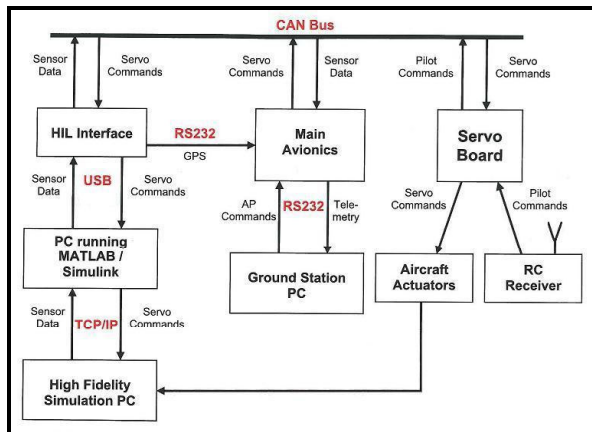 CAN Bus
Sensor
Data
Servo
Commands
Servo
Commands
Sensor
Data
Pilot
Commands
Servo
Commands
HIL Interface
RS232
GPS
Main
Avionics
Servo
Board
Sensor
Data
USB
Servo
Commands
AP
Commands
RS232
Tele-
metry
Servo
Commands
Pilot
Commands
PC running
MATLAB /
Simulink
Ground Station
PC
Aircraft
Actuators
RC
Receiver
Sensor
Data
TCP/IP
Servo
Commands
High Fidelity
Simulation PC